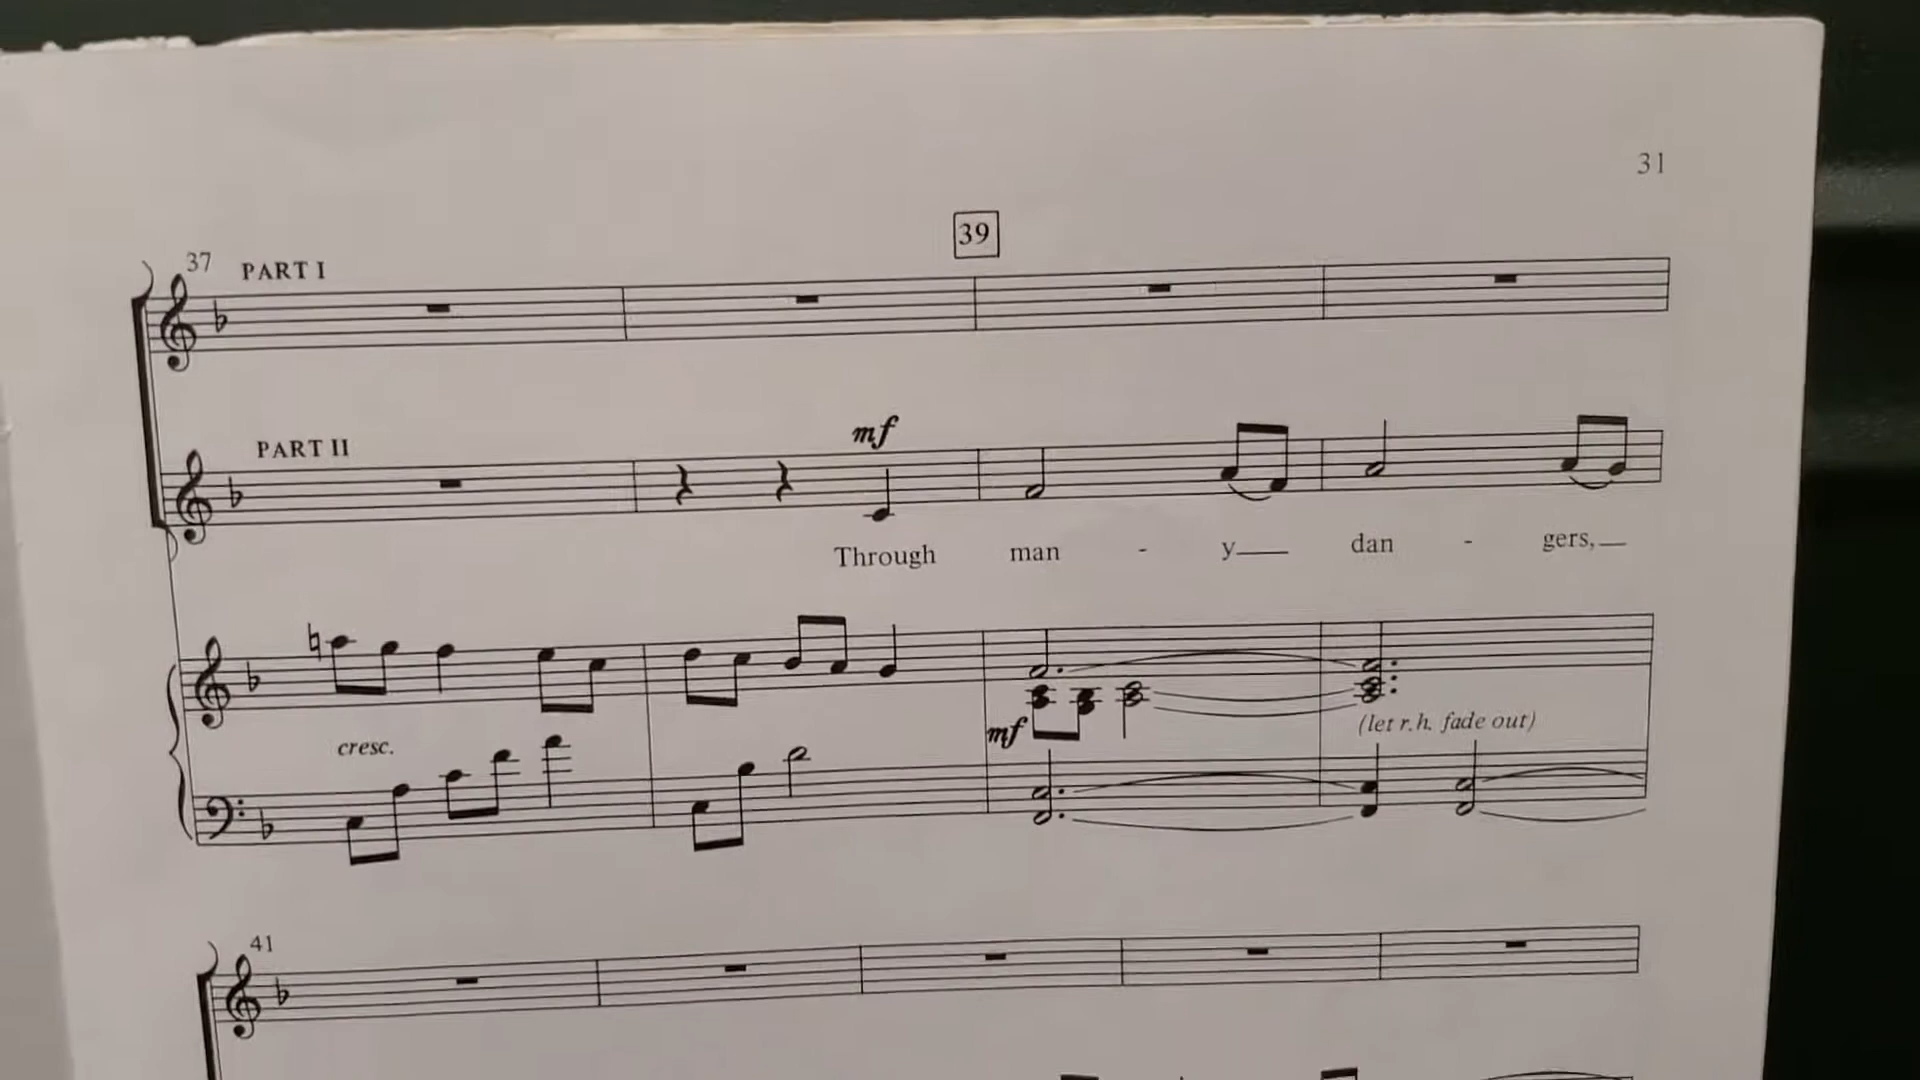 31
39
37 PART I
PART II
mf
Through man - y dan - gers,
cresc.
mf
(let r.h. fade out)
41